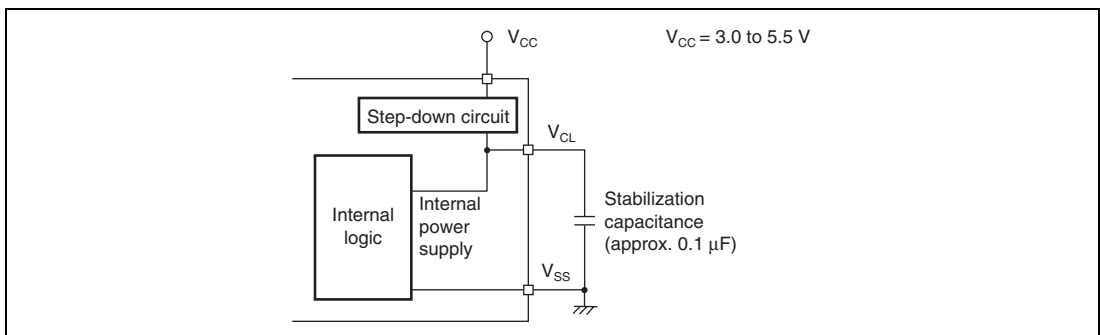 V_CC
V_CC = 3.0 to 5.5 V
Step-down circuit
V_CL
Internal
logic
Internal
power
supply
Stabilization
capacitance
(approx. 0.1 μF)
V_SS